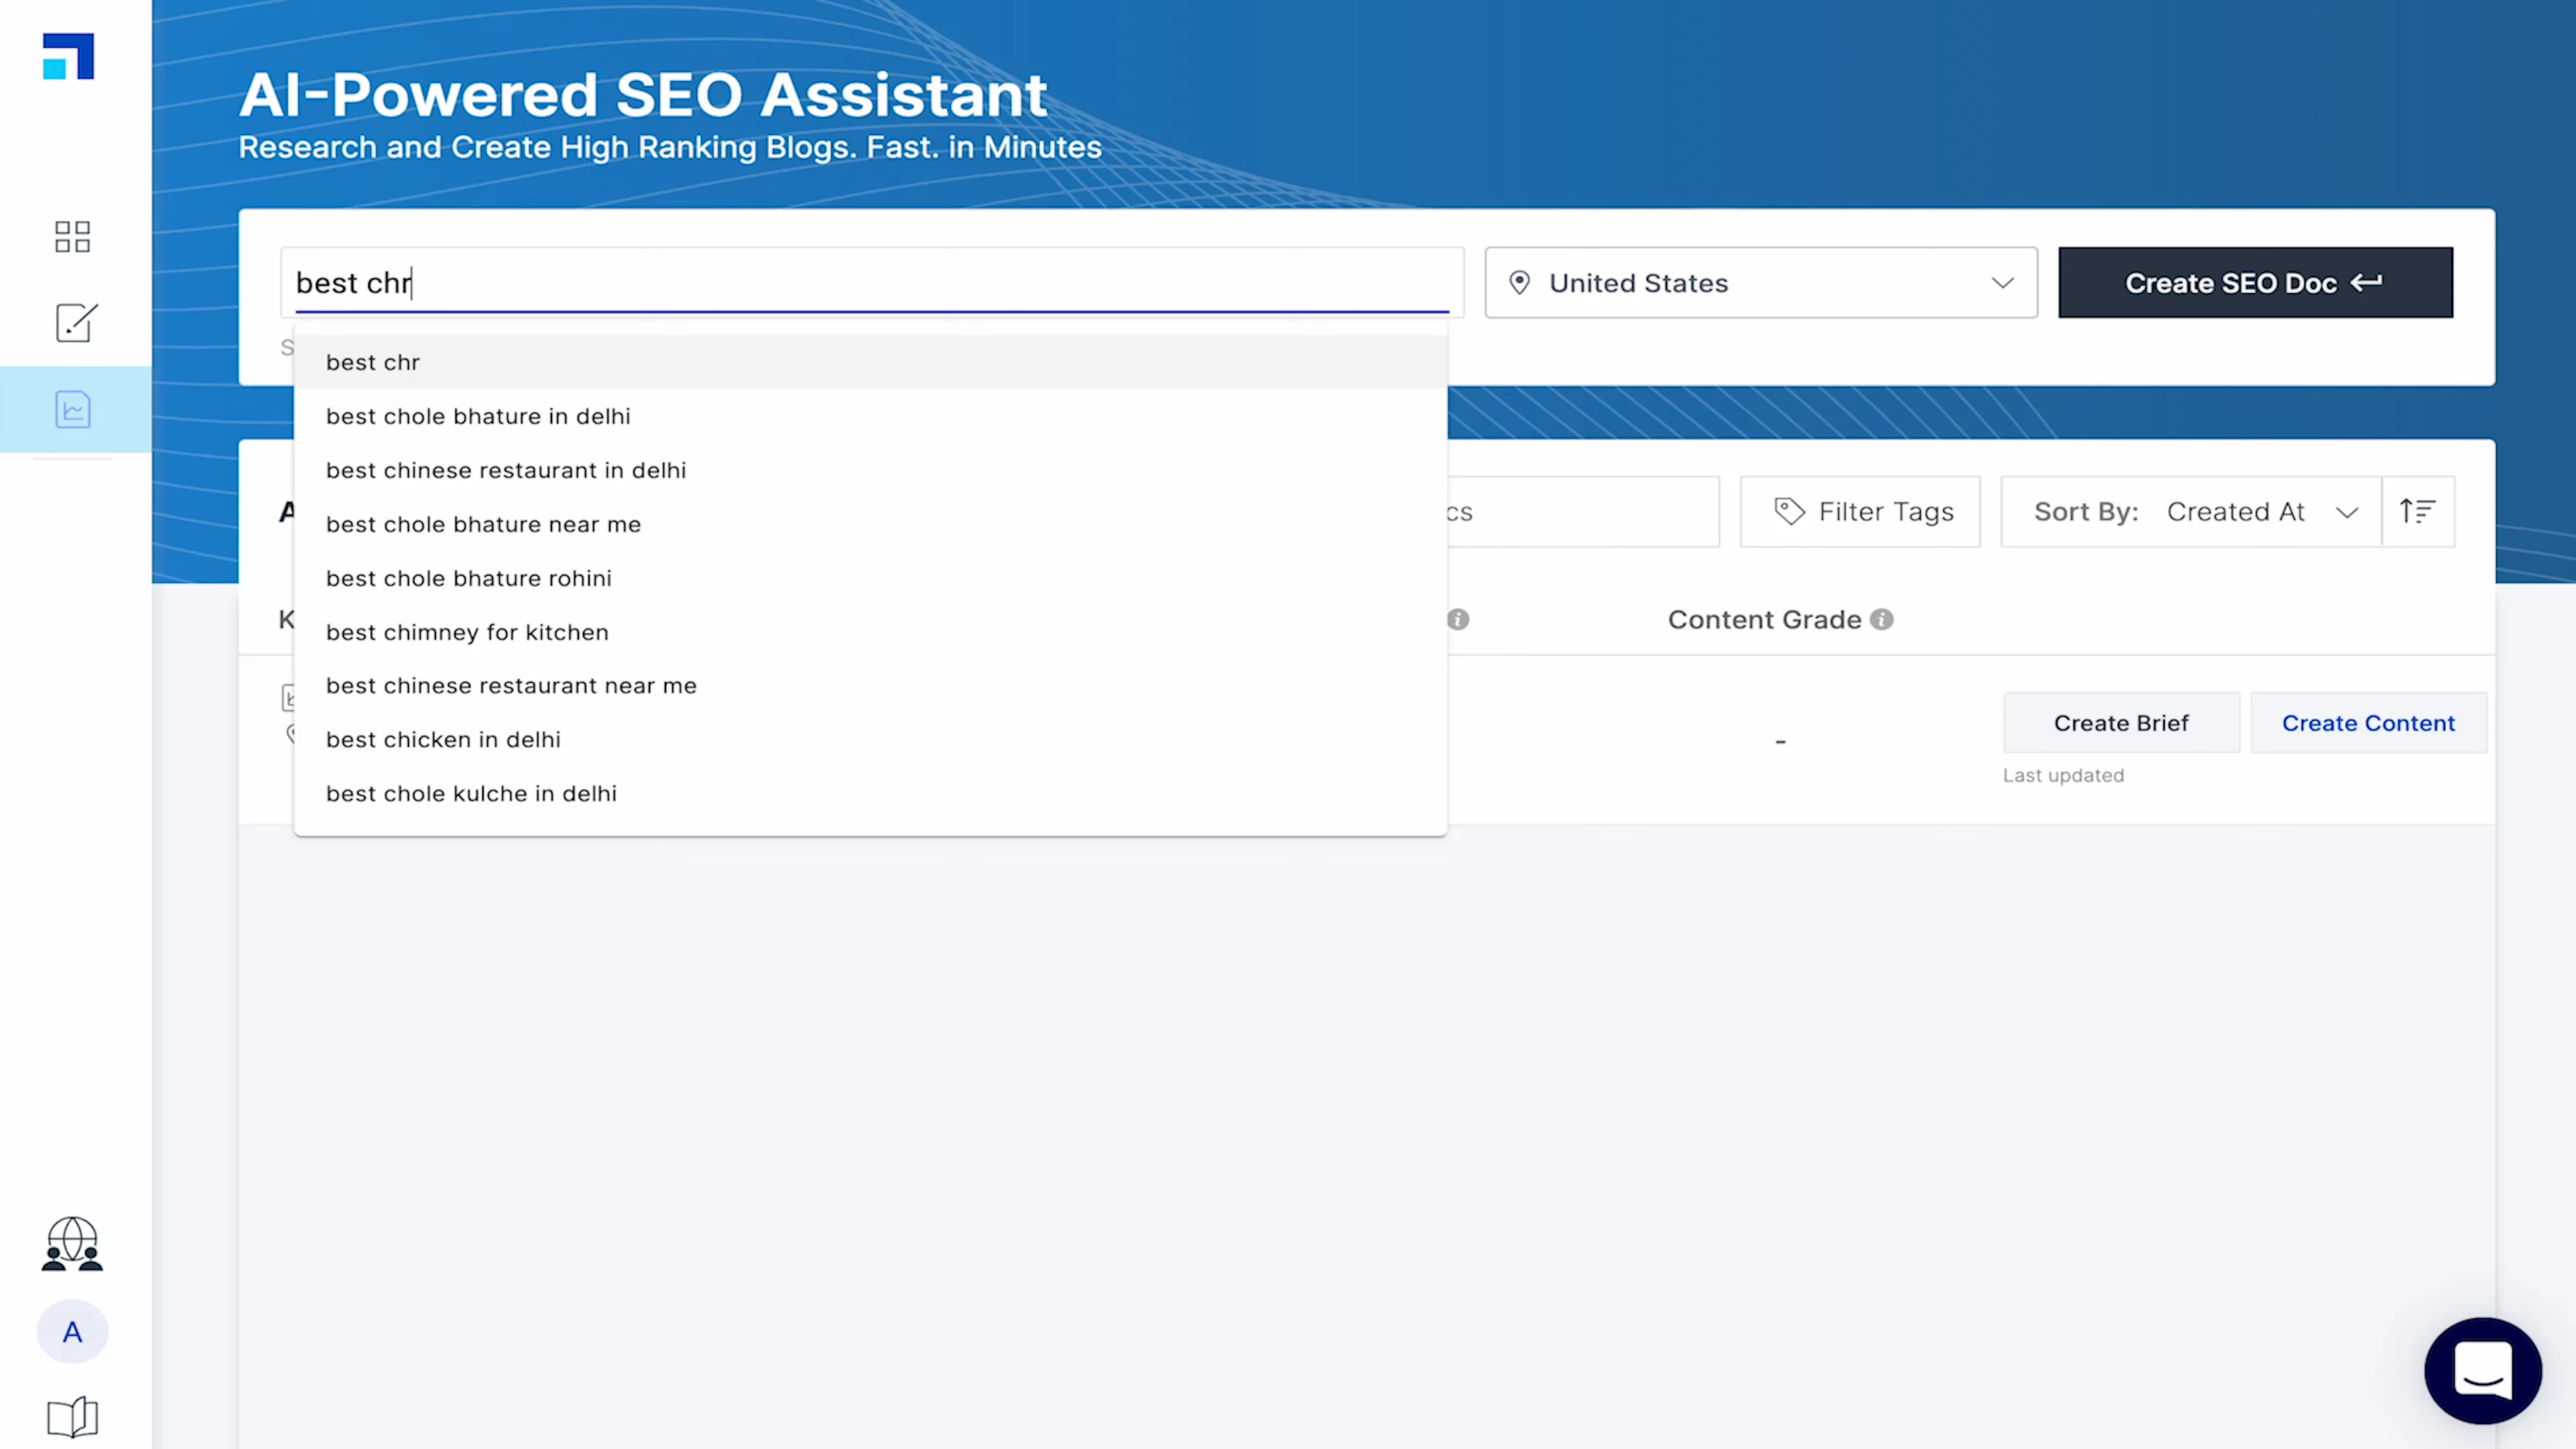 AI-Powered SEO Assistant
Research and Create High Ranking Blogs. Fast. in Minutes
best chr
United States
Create SEO Doc
best chr
best chole bhature in delhi
best chinese restaurant in delhi
best chole bhature near me
best chole bhature rohini
best chimney for kitchen
best chinese restaurant near me
best chicken in delhi
best chole kulche in delhi
Filter Tags
Sort By: Created At
Content Grade
-
Create Brief
Create Content
Last updated
A